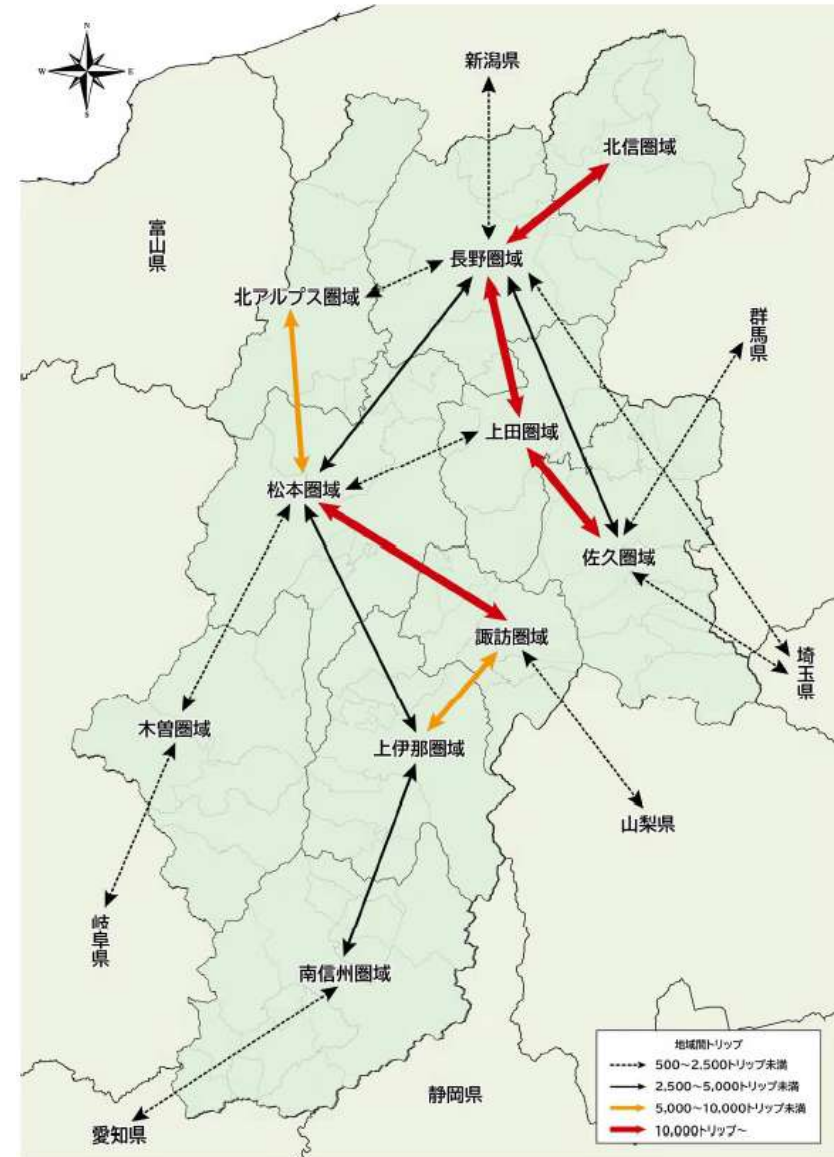 N
W
E
S
新潟県
北信圏域
富山県
長野圏域
北アルプス圏域
群馬県
上田圏域
松本圏域
佐久圏域
諏訪圏域
埼玉県
木曽圏域
上伊那圏域
山梨県
岐阜県
南信州圏域
静岡県
愛知県
地域間トリップ
500~2,500トリップ未満
2,500~5,000トリップ未満
5,000~10,000トリップ未満
10,000トリップ~